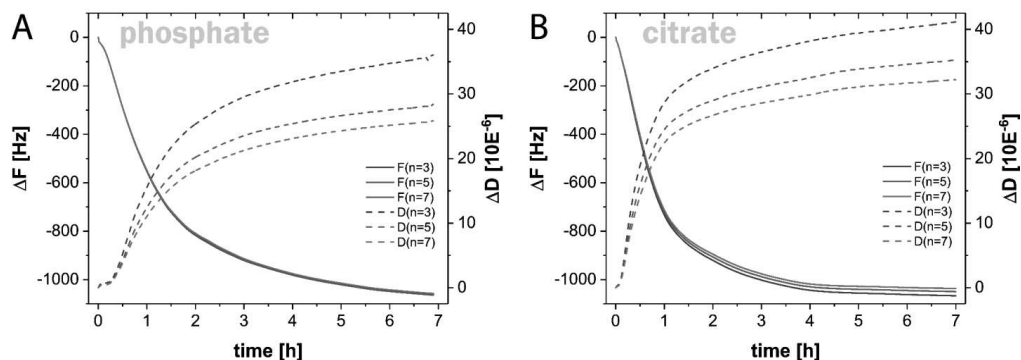 A phosphate
0
-200
-400
-600
-800
-1000
ΔF [Hz]
F(n=3)
F(n=5)
F(n=7)
D(n=3)
D(n=5)
D(n=7)
40
30
20
10
0
ΔD [10E⁻⁶]
0 1 2 3 4 5 6 7
time [h]
B citrate
0
-200
-400
-600
-800
-1000
ΔF [Hz]
F(n=3)
F(n=5)
F(n=7)
D(n=3)
D(n=5)
D(n=7)
40
30
20
10
0
ΔD [10E⁻⁶]
0 1 2 3 4 5 6 7
time [h]